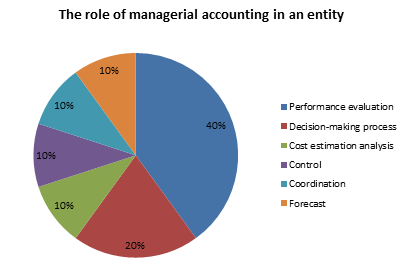 The role of managerial accounting in an entity
10%
10%
40%
10%
10%
20%
Performance evaluation
Decision-making process
Cost estimation analysis
Control
Coordination
Forecast